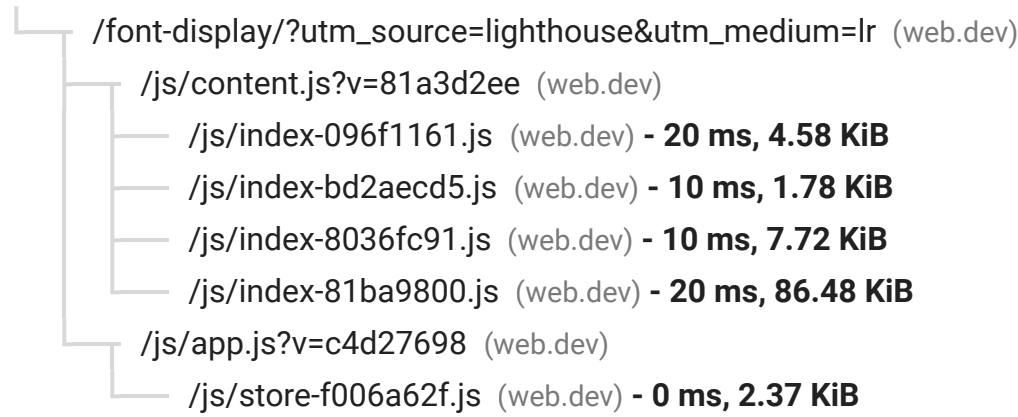 /font-display/?utm_source=lighthouse&utm_medium=lr (web.dev)
/js/content.js?v=81a3d2ee (web.dev)
/js/index-096f1161.js (web.dev) - 20 ms, 4.58 KiB
/js/index-bd2aecd5.js (web.dev) - 10 ms, 1.78 KiB
/js/index-8036fc91.js (web.dev) - 10 ms, 7.72 KiB
/js/index-81ba9800.js (web.dev) - 20 ms, 86.48 KiB
/js/app.js?v=c4d27698 (web.dev)
/js/store-f006a62f.js (web.dev) - 0 ms, 2.37 KiB